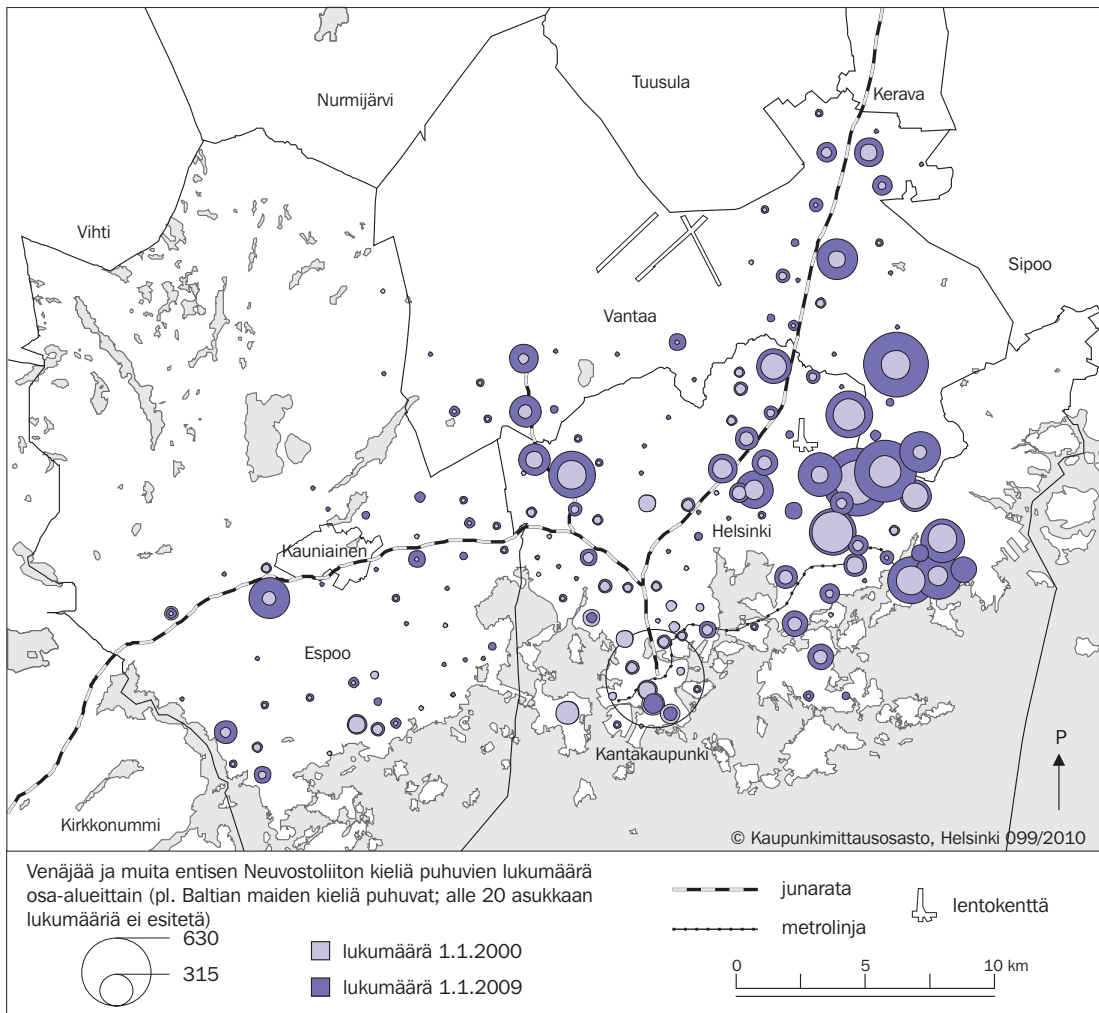 Tuusula
Kerava
Nurmijärvi
Vihti
Sipoo
Vantaa
Helsinki
Kauniainen
Espoo
Kantakaupunki
P
Kirkkonummi
© Kaupunkimittausosasto, Helsinki 099/2010
Venäjää ja muita entisen Neuvostoliiton kieliä puhuvien lukumäärä
osa-alueittain (pl. Baltian maiden kieliä puhuvat; alle 20 asukkaan
lukumääriä ei esitetä)
630
315
lukumäärä 1.1.2000
lukumäärä 1.1.2009
junarata
metrolinja
lentokenttä
0 5 10 km